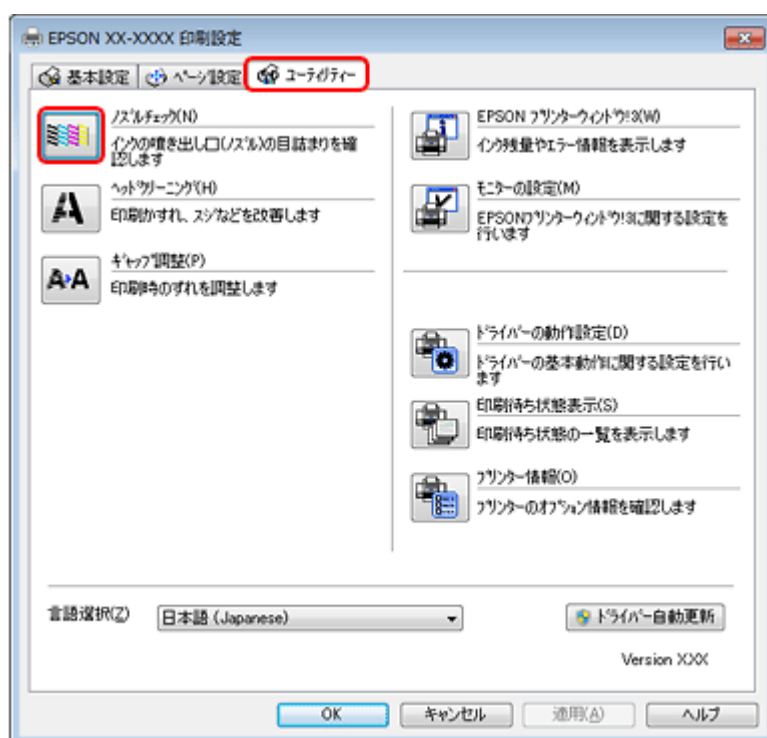 EPSON XX-XXXX 印刷設定
基本設定
ページ設定
ユーティリティー
ノズルチェック(N)
インクの噴き出し口(ノズル)の目詰まりを確
認します
ヘッドクリーニング(H)
印刷かすれ、スジなどを改善します
ギャップ調整(P)
印刷時のずれを調整します
EPSON プリンターウィンドウ!3(W)
インク残量やエラー情報を表示します
モニターの設定(M)
EPSONプリンターウィンドウ!3に関する設定を
行います
ドライバーの動作設定(D)
ドライバーの基本動作に関する設定を行い
ます
印刷待ち状態表示(S)
印刷待ち状態の一覧を表示します
プリンター情報(O)
プリンターのオプション情報を確認します
言語選択(Z)
日本語 (Japanese)
ドライバー自動更新
Version X.XX
OK
キャンセル
適用(A)
ヘルプ